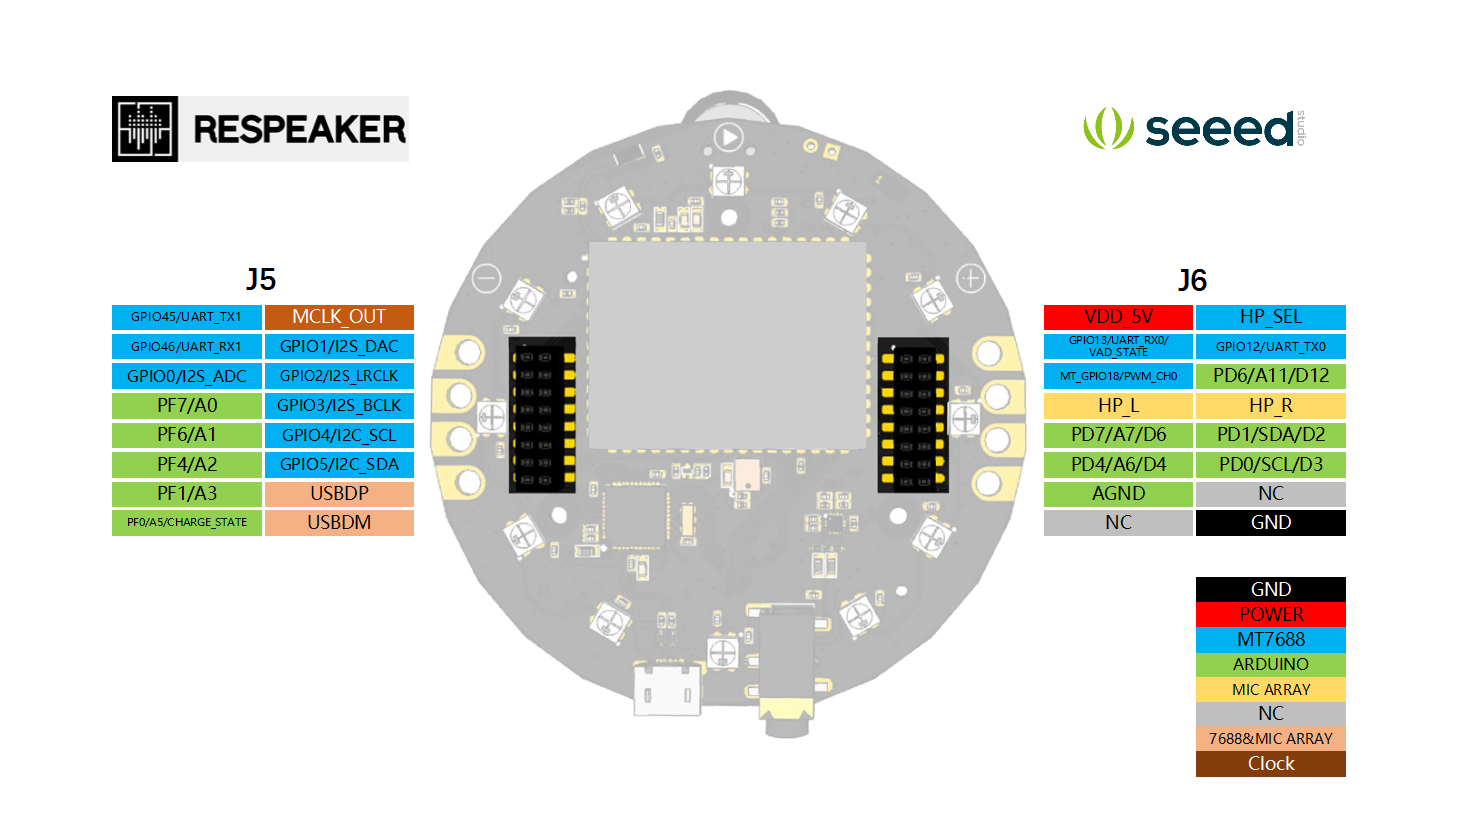 RESPEAKER
seeed
studio
J5
GPIO45/UART_TX1 MCLK_OUT
GPIO46/UART_RX1 GPIO1/I2S_DAC
GPIO0/I2S_ADC GPIO2/I2S_LRCLK
PF7/A0 GPIO3/I2S_BCLK
PF6/A1 GPIO4/I2C_SCL
PF4/A2 GPIO5/I2C_SDA
PF1/A3 USBDP
PF0/A5/CHARGE_STATE USBDM
J6
VDD_5V HP_SEL
GPIO13/UART_RX0/
VAD_STATE
GPIO12/UART_TX0
MT_GPIO18/PWM_CH0 PD6/A11/D12
HP_L HP_R
PD7/A7/D6 PD1/SDA/D2
PD4/A6/D4 PD0/SCL/D3
AGND NC
NC GND
GND
POWER
MT7688
ARDUINO
MIC ARRAY
NC
7688&MIC ARRAY
Clock